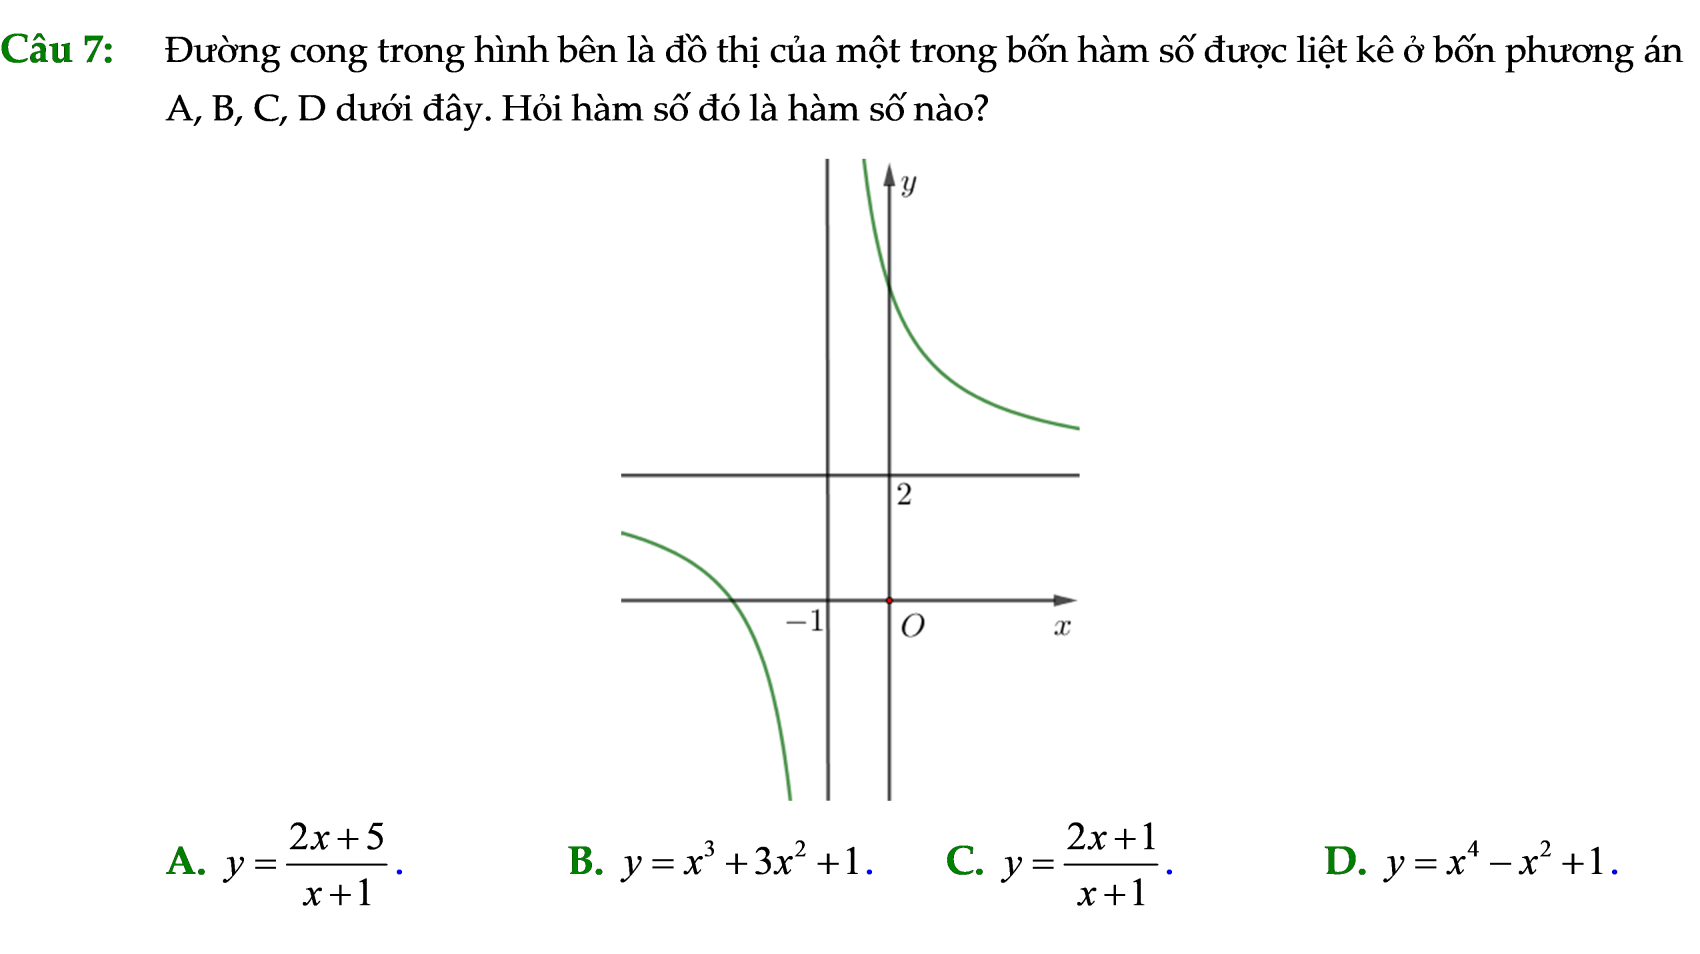 Câu 7: Đường cong trong hình bên là đồ thị của một trong bốn hàm số được liệt kê ở bốn phương án
A, B, C, D dưới đây. Hỏi hàm số đó là hàm số nào?
y
2
−1 O x
A. y = \frac{2x+5}{x+1}. B. y = x³ + 3x² + 1. C. y = \frac{2x+1}{x+1}. D. y = x⁴ − x² + 1.